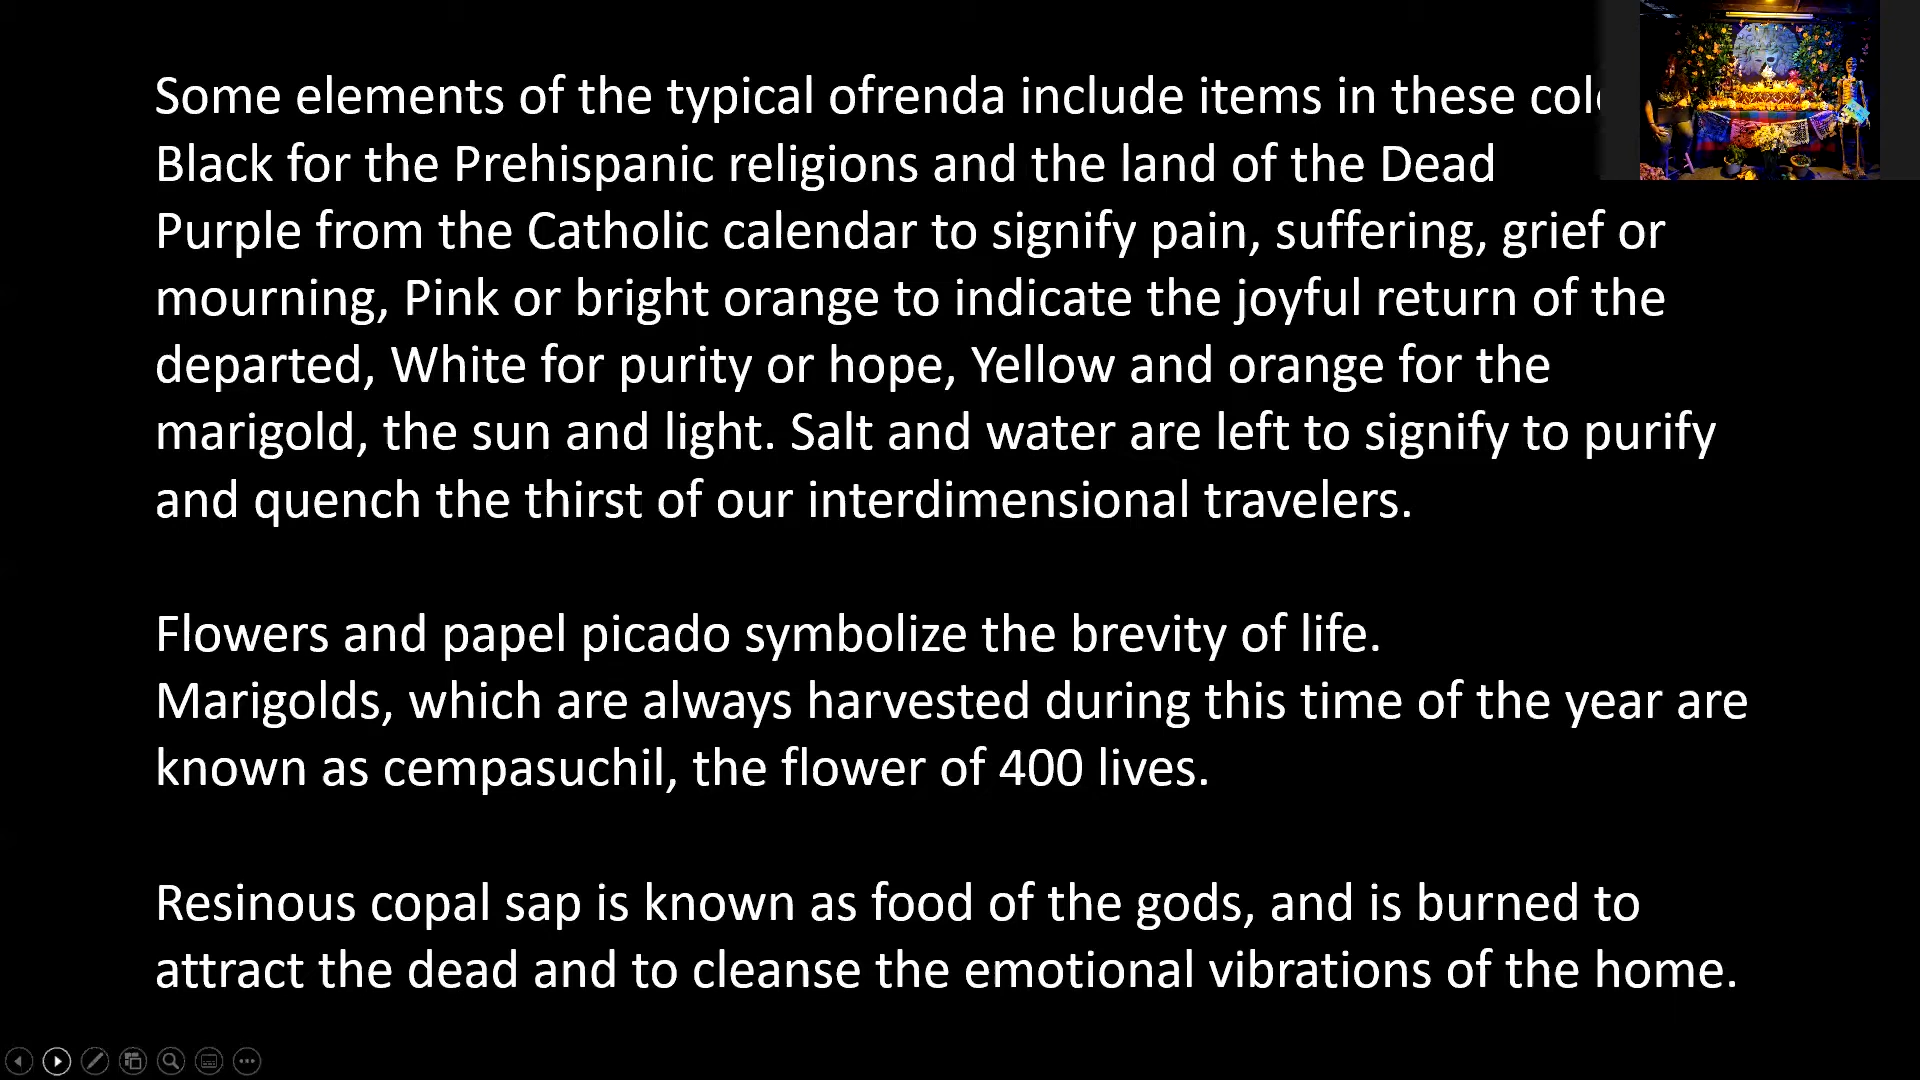 Some elements of the typical ofrenda include items in these
Black for the Prehispanic religions and the land of the Dead
Purple from the Catholic calendar to signify pain, suffering, grief or
mourning, Pink or bright orange to indicate the joyful return of the
departed, White for purity or hope, Yellow and orange for the
marigold, the sun and light. Salt and water are left to signify to purify
and quench the thirst of our interdimensional travelers.
Flowers and papel picado symbolize the brevity of life.
Marigolds, which are always harvested during this time of the year are
known as cempasuchil, the flower of 400 lives.
Resinous copal sap is known as food of the gods, and is burned to
attract the dead and to cleanse the emotional vibrations of the home.